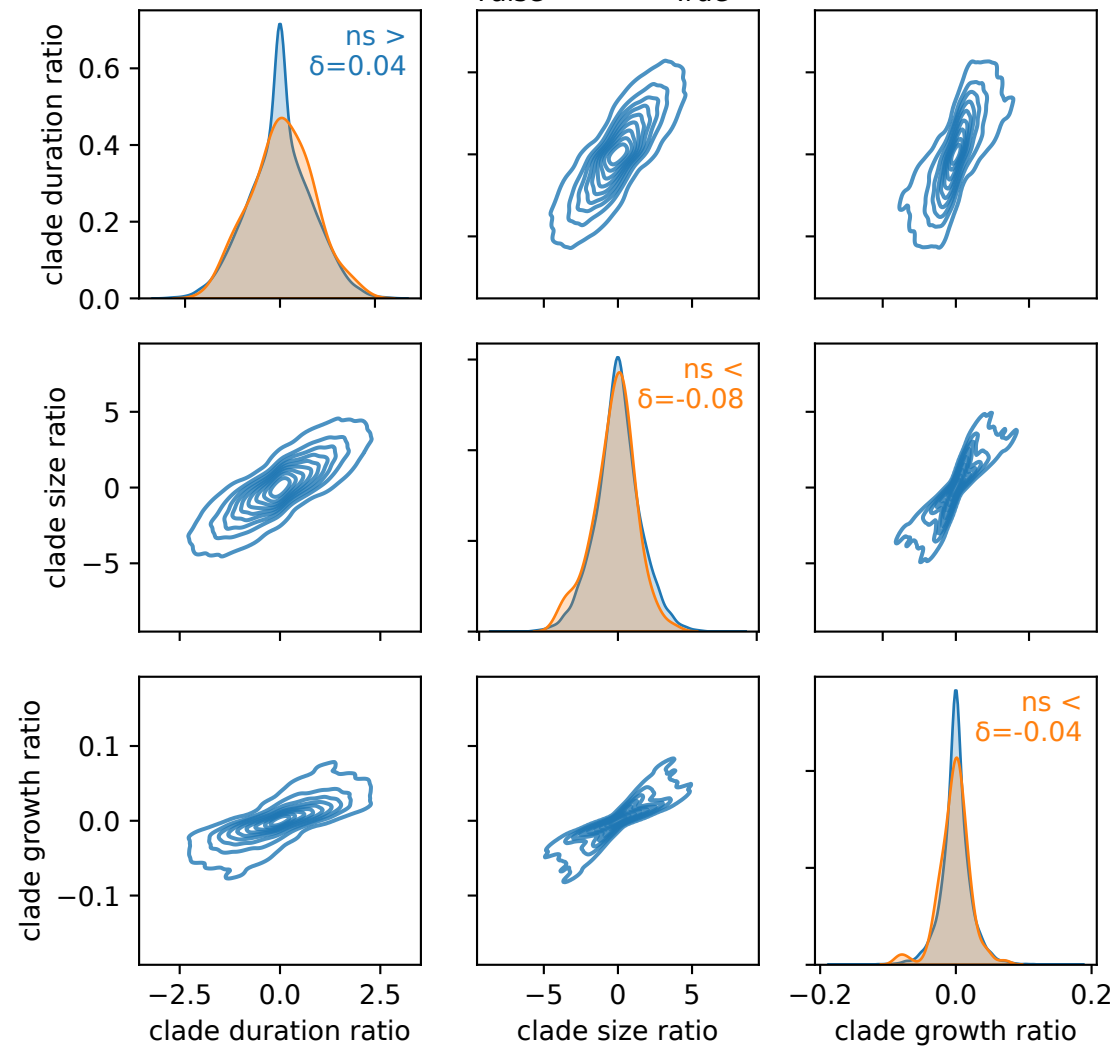 clade duration ratio
0.6
0.4
0.2
0.0
ns >
δ=0.04
clade size ratio
5
0
−5
ns <
δ=-0.08
clade growth ratio
0.1
0.0
−0.1
ns <
δ=-0.04
−2.5 0.0 2.5
−5 0 5
−0.2 0.0 0.2
clade duration ratio
clade size ratio
clade growth ratio